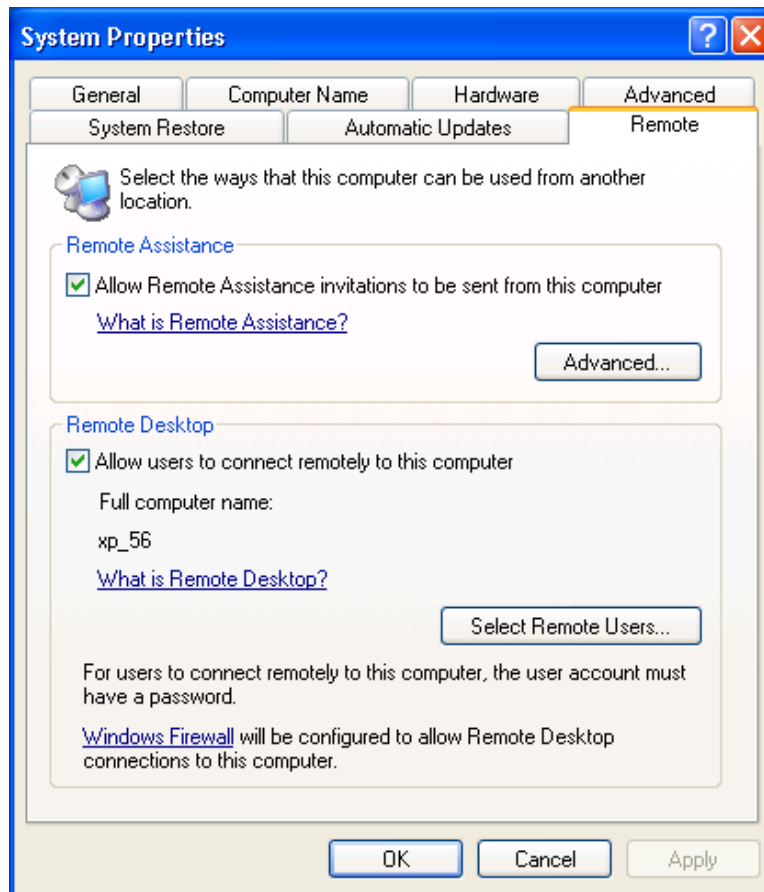 System Properties
General Computer Name Hardware Advanced
System Restore Automatic Updates Remote
Select the ways that this computer can be used from another
location.
Remote Assistance
Allow Remote Assistance invitations to be sent from this computer
What is Remote Assistance?
Advanced...
Remote Desktop
Allow users to connect remotely to this computer
Full computer name:
xp_56
What is Remote Desktop?
Select Remote Users...
For users to connect remotely to this computer, the user account must
have a password.
Windows Firewall will be configured to allow Remote Desktop
connections to this computer.
OK Cancel Apply